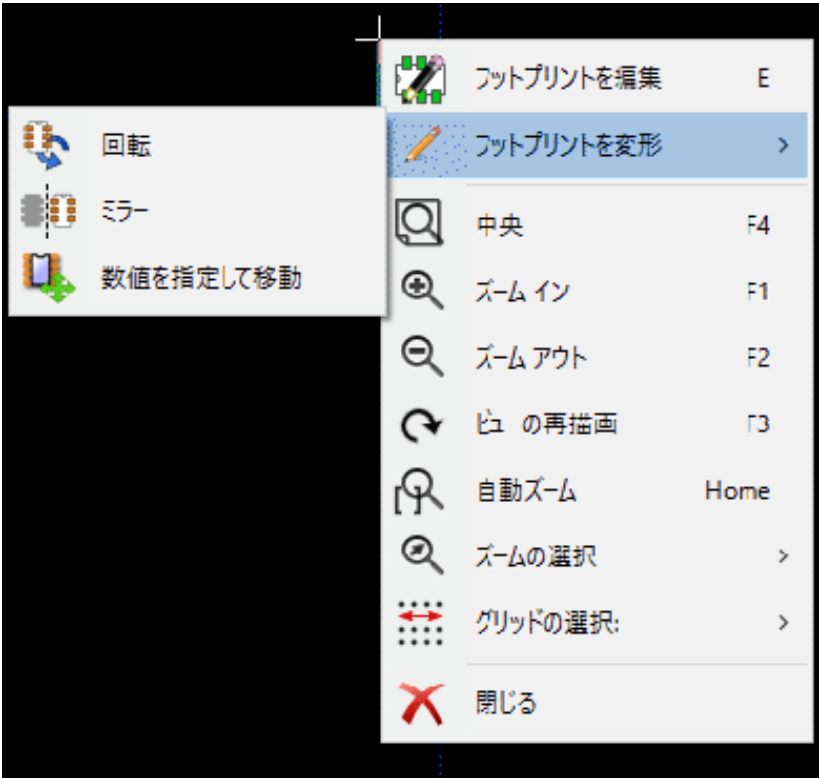 フットプリントを編集 E
フットプリントを変形 >
回転
ミラー
数値を指定して移動
中央 F4
ズーム イン F1
ズーム アウト F2
ビュ の再描画 F3
自動ズーム Home
ズームの選択 >
グリッドの選択: >
閉じる